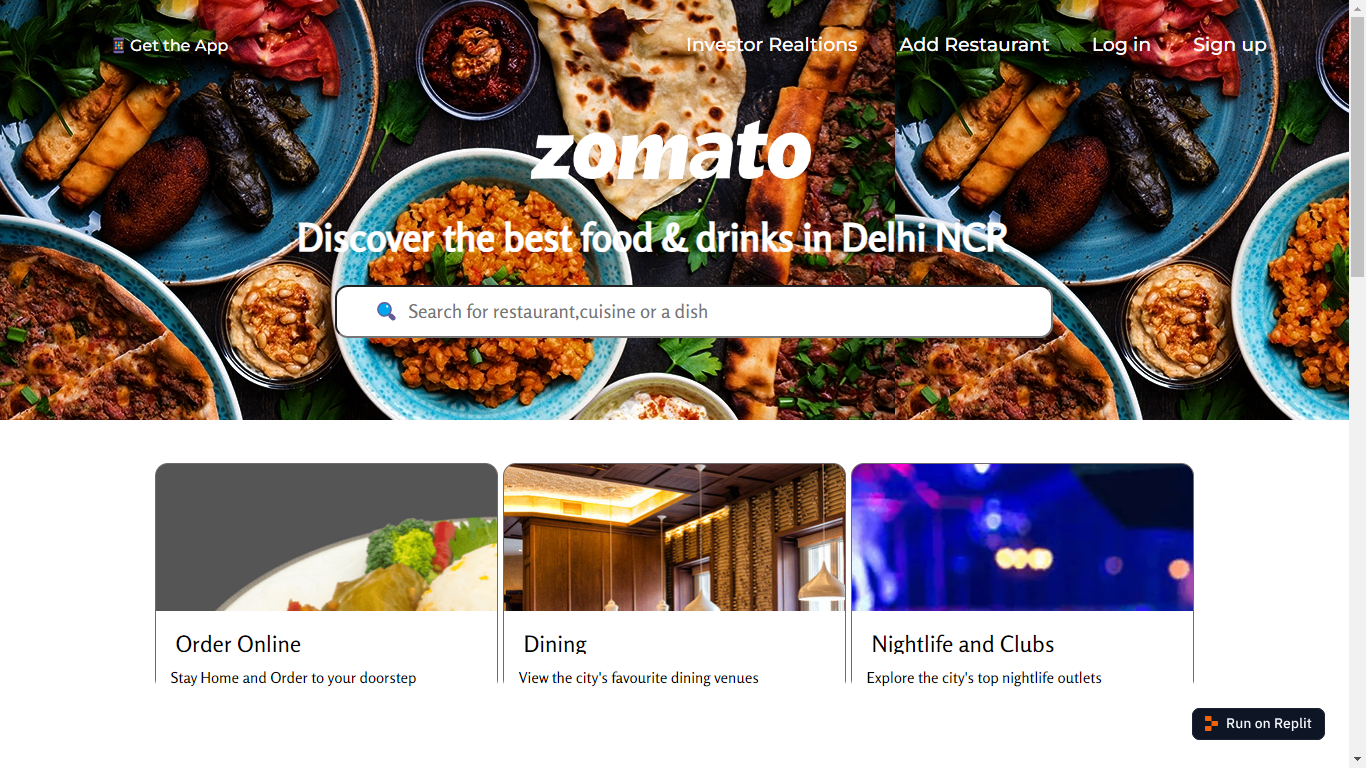 Get the App
Investor Realtions
Add Restaurant
Log in
Sign up
zomato
Discover the best food & drinks in Delhi NCR
Search for restaurant,cuisine or a dish
Order Online
Stay Home and Order to your doorstep
Dining
View the city's favourite dining venues
Nightlife and Clubs
Explore the city's top nightlife outlets
Run on Replit